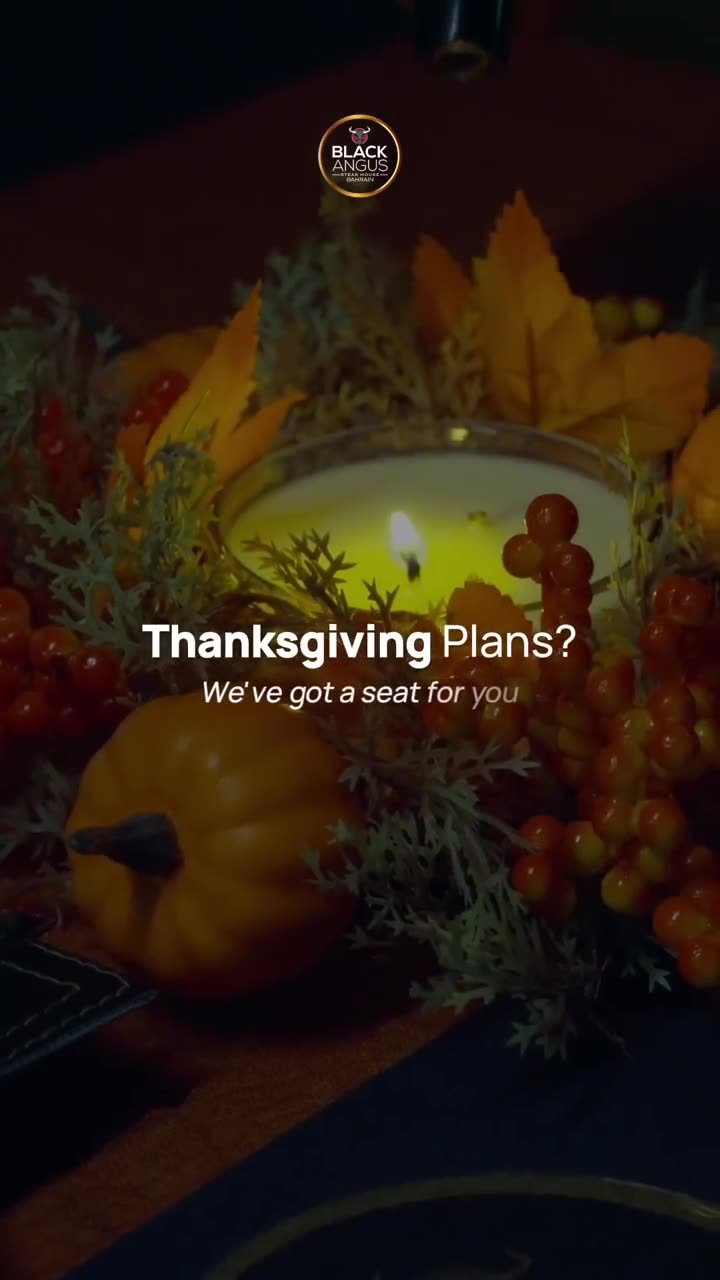 BLACK
ANGUS
STEAK HOUSE
BAHRAIN
Thanksgiving Plans?
We've got a seat for you